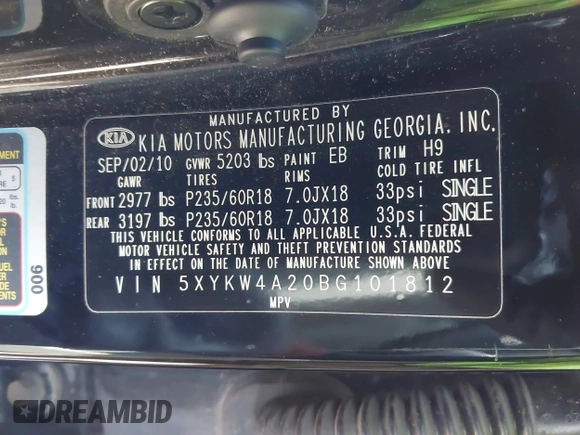 MANUFACTURED BY
KIA KIA MOTORS MANUFACTURING GEORGIA, INC.
SEP/02/10 GVWR 5203 lbs PAINT EB TRIM H9
GAWR TIRES RIMS COLD TIRE INFL
FRONT 2977 lbs P235/60R18 7.0JX18 33psi SINGLE
REAR 3197 lbs P235/60R18 7.0JX18 33psi SINGLE
THIS VEHICLE CONFORMS TO ALL APPLICABLE U.S.A. FEDERAL
MOTOR VEHICLE SAFETY AND THEFT PREVENTION STANDARDS
IN EFFECT ON THE DATE OF MANUFACTURE SHOWN ABOVE
VIN 5XYKW4A20BG101812
MPV
006
DREAMBID